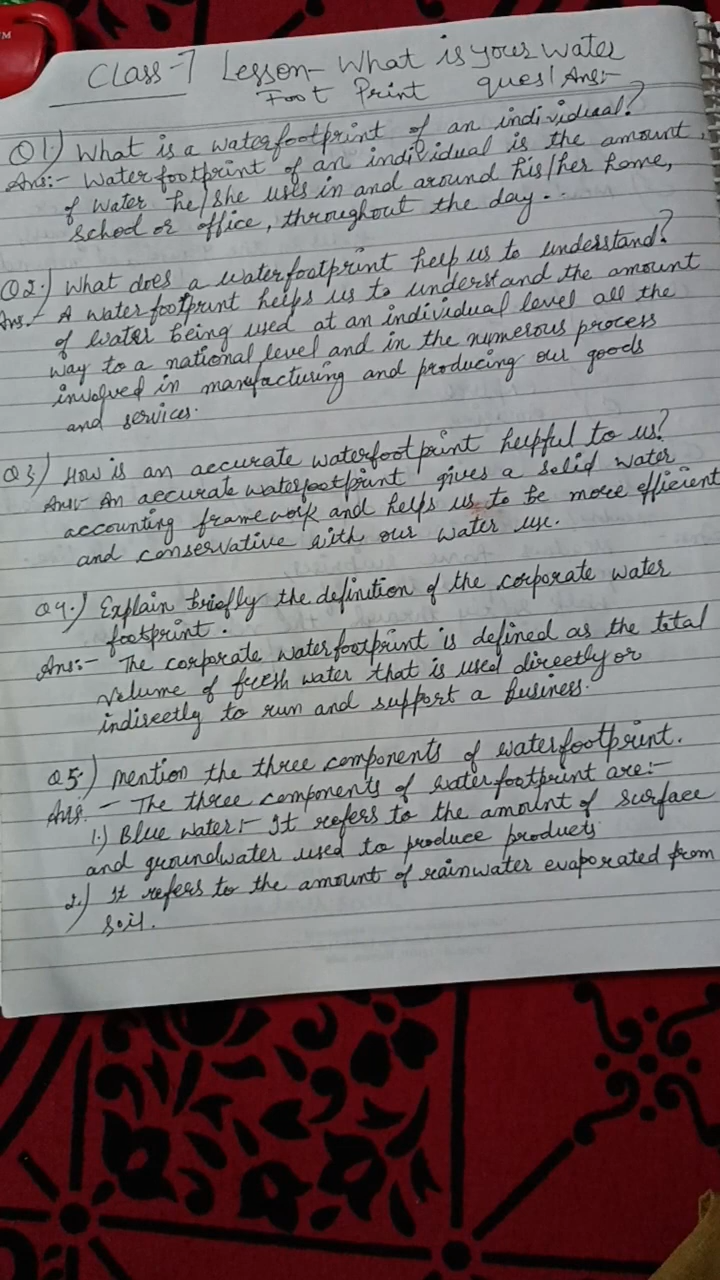 TM
Class-7 Lesson- What is your Water
Foot Print ques/Ans:-
Q1.) What is a waterfootprint of an individual?
Ans:- Waterfootprint of an individual is the amount
of water he/she uses in and around his/her home,
school or office, throughout the day..
Q2.) What does a waterfootprint help us to understand?
Ans.- A waterfootprint helps us to understand the amount
of water being used at an individual level all the
way to a national level and in the numerous process
involved in manufacturing and producing our goods
and services.
Q3) How is an accurate waterfootprint helpful to us?
Ans:- An accurate waterfootprint gives a solid water
accounting framework and helps us to be more efficient
and conservative with our water use.
Q4.) Explain briefly the definition of the corporate water
footprint.
Ans:- The corporate waterfootprint is defined as the total
volume of fresh water that is used directly or
indirectly to run and support a business.
Q5.) Mention the three components of waterfootprint.
Ans. - The three components of waterfootprint are:-
1.) Blue water:- It refers to the amount of surface
and groundwater used to produce products
2.) It refers to the amount of rainwater evaporated from
soil.